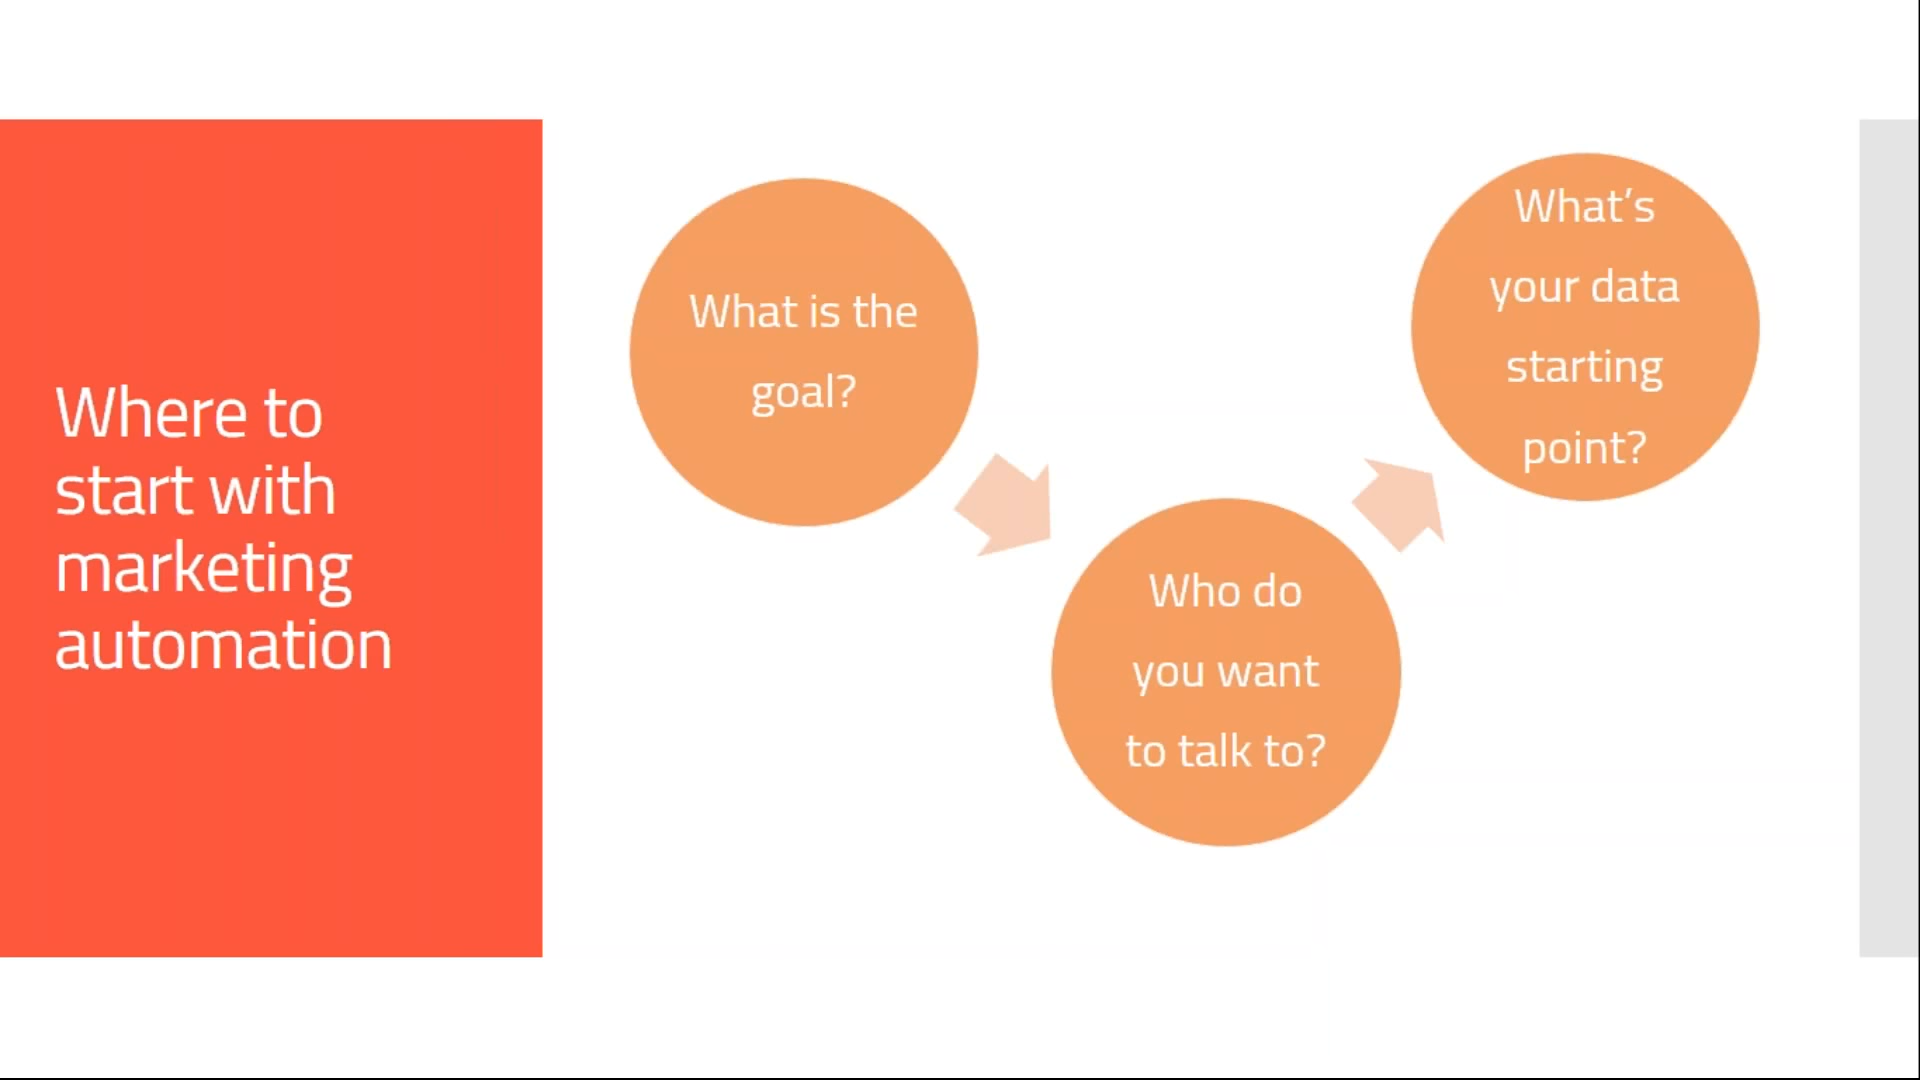 Where to
start with
marketing
automation
What is the
goal?
Who do
you want
to talk to?
What’s
your data
starting
point?